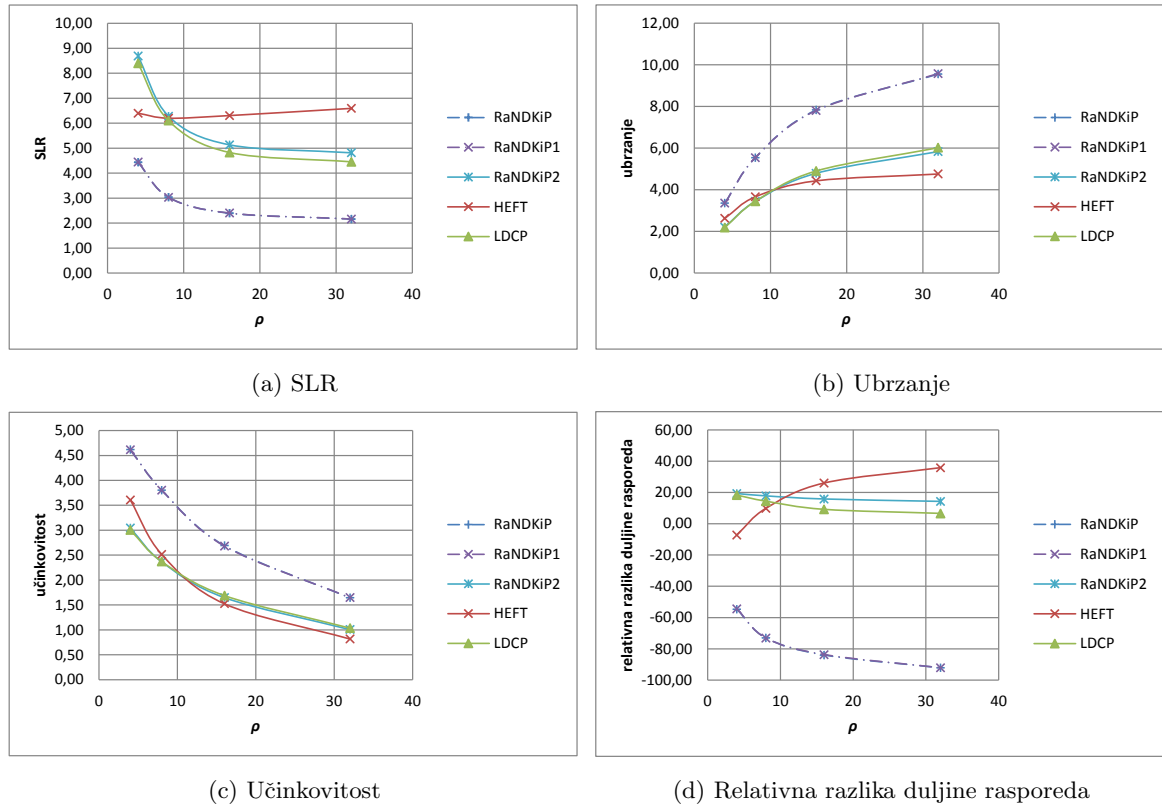 10,00
9,00
8,00
7,00
6,00
5,00
4,00
3,00
2,00
1,00
0,00
SLR
0 10 20 30 40
ρ
RaNDKiP
RaNDKiP1
RaNDKiP2
HEFT
LDCP
(a) SLR
12,00
10,00
8,00
6,00
4,00
2,00
0,00
ubrzanje
0 10 20 30 40
ρ
RaNDKiP
RaNDKiP1
RaNDKiP2
HEFT
LDCP
(b) Ubrzanje
5,00
4,50
4,00
3,50
3,00
2,50
2,00
1,50
1,00
0,50
0,00
učinkovitost
0 10 20 30 40
ρ
RaNDKiP
RaNDKiP1
RaNDKiP2
HEFT
LDCP
(c) Učinkovitost
60,00
40,00
20,00
0,00
-20,00
-40,00
-60,00
-80,00
-100,00
relativna razlika duljine rasporeda
0 10 20 30 40
ρ
RaNDKiP
RaNDKiP1
RaNDKiP2
HEFT
LDCP
(d) Relativna razlika duljine rasporeda